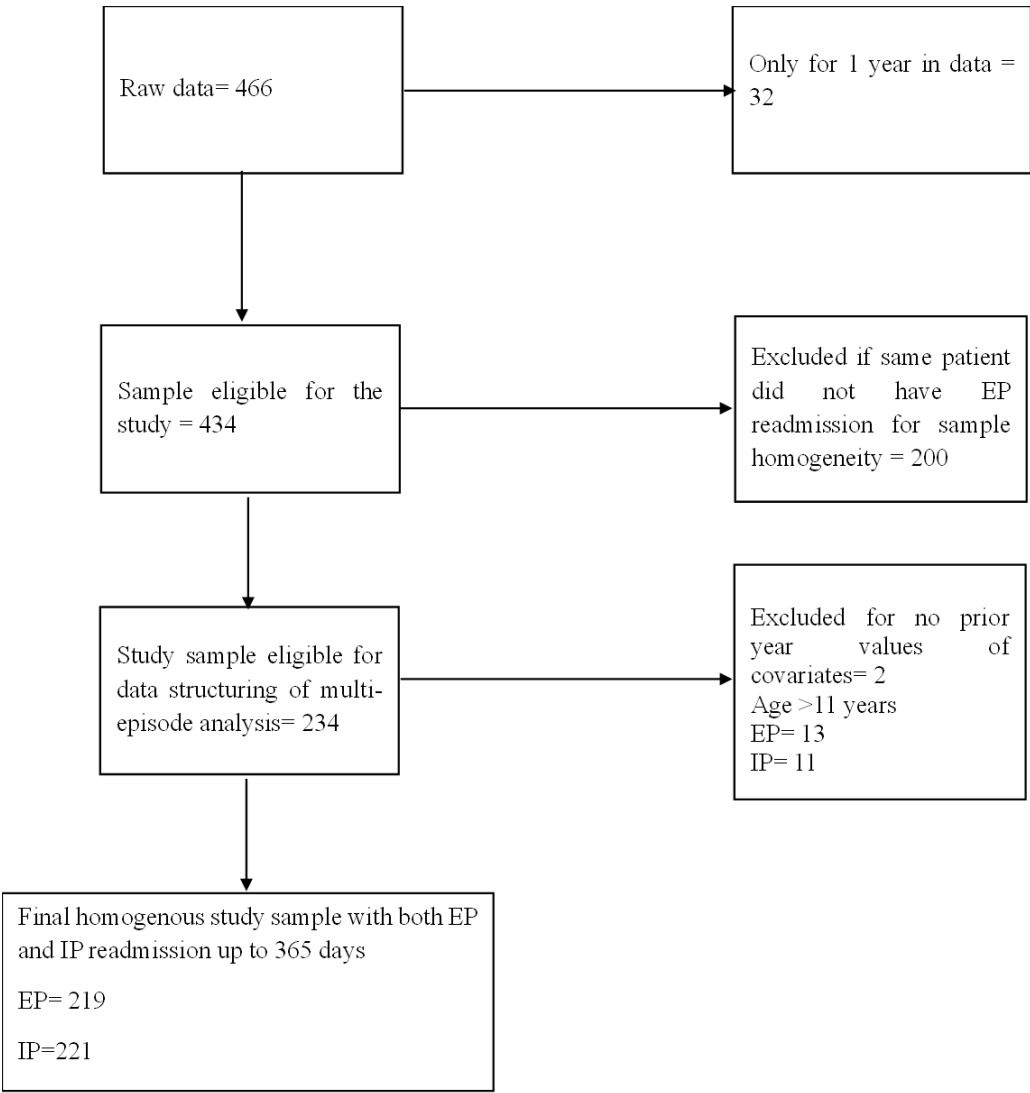 Raw data= 466
Only for 1 year in data =
32
Sample eligible for the
study = 434
Excluded if same patient
did not have EP
readmission for sample
homogeneity = 200
Study sample eligible for
data structuring of multi-
episode analysis= 234
Excluded for no prior
year values of
covariates= 2
Age >11 years
EP= 13
IP= 11
Final homogenous study sample with both EP
and IP readmission up to 365 days
EP= 219
IP=221